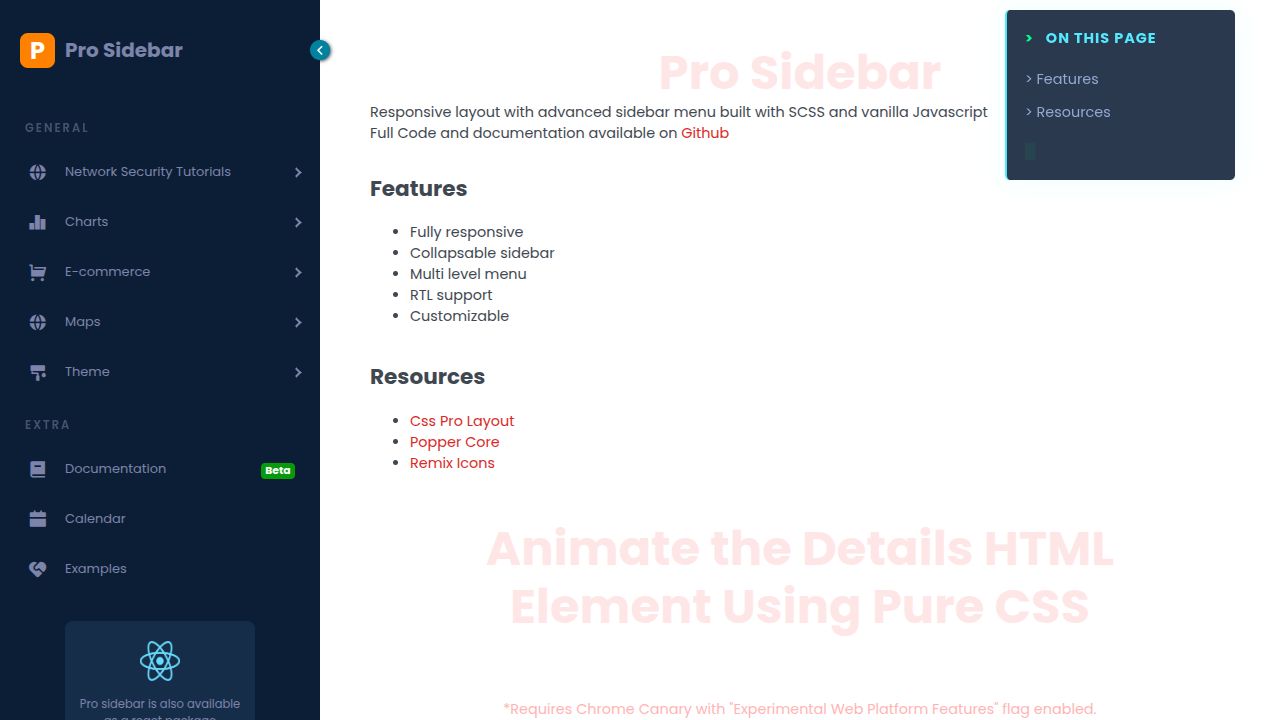 P Pro Sidebar
GENERAL
Network Security Tutorials
Charts
E-commerce
Maps
Theme
EXTRA
Documentation Beta
Calendar
Examples
Pro sidebar is also available
as a react package
Pro Sidebar
Responsive layout with advanced sidebar menu built with SCSS and vanilla Javascript
Full Code and documentation available on Github
Features
Fully responsive
Collapsable sidebar
Multi level menu
RTL support
Customizable
Resources
Css Pro Layout
Popper Core
Remix Icons
Animate the Details HTML
Element Using Pure CSS
*Requires Chrome Canary with "Experimental Web Platform Features" flag enabled.
> ON THIS PAGE
> Features
> Resources